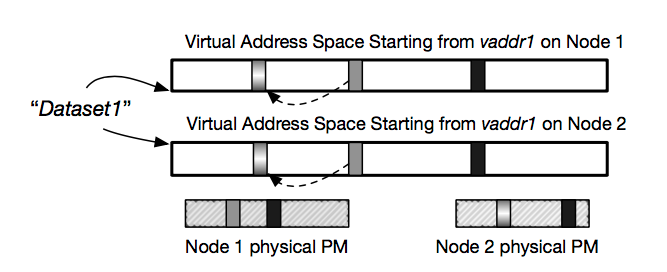 Virtual Address Space Starting from vaddr1 on Node 1
“Dataset1”
Virtual Address Space Starting from vaddr1 on Node 2
Node 1 physical PM
Node 2 physical PM